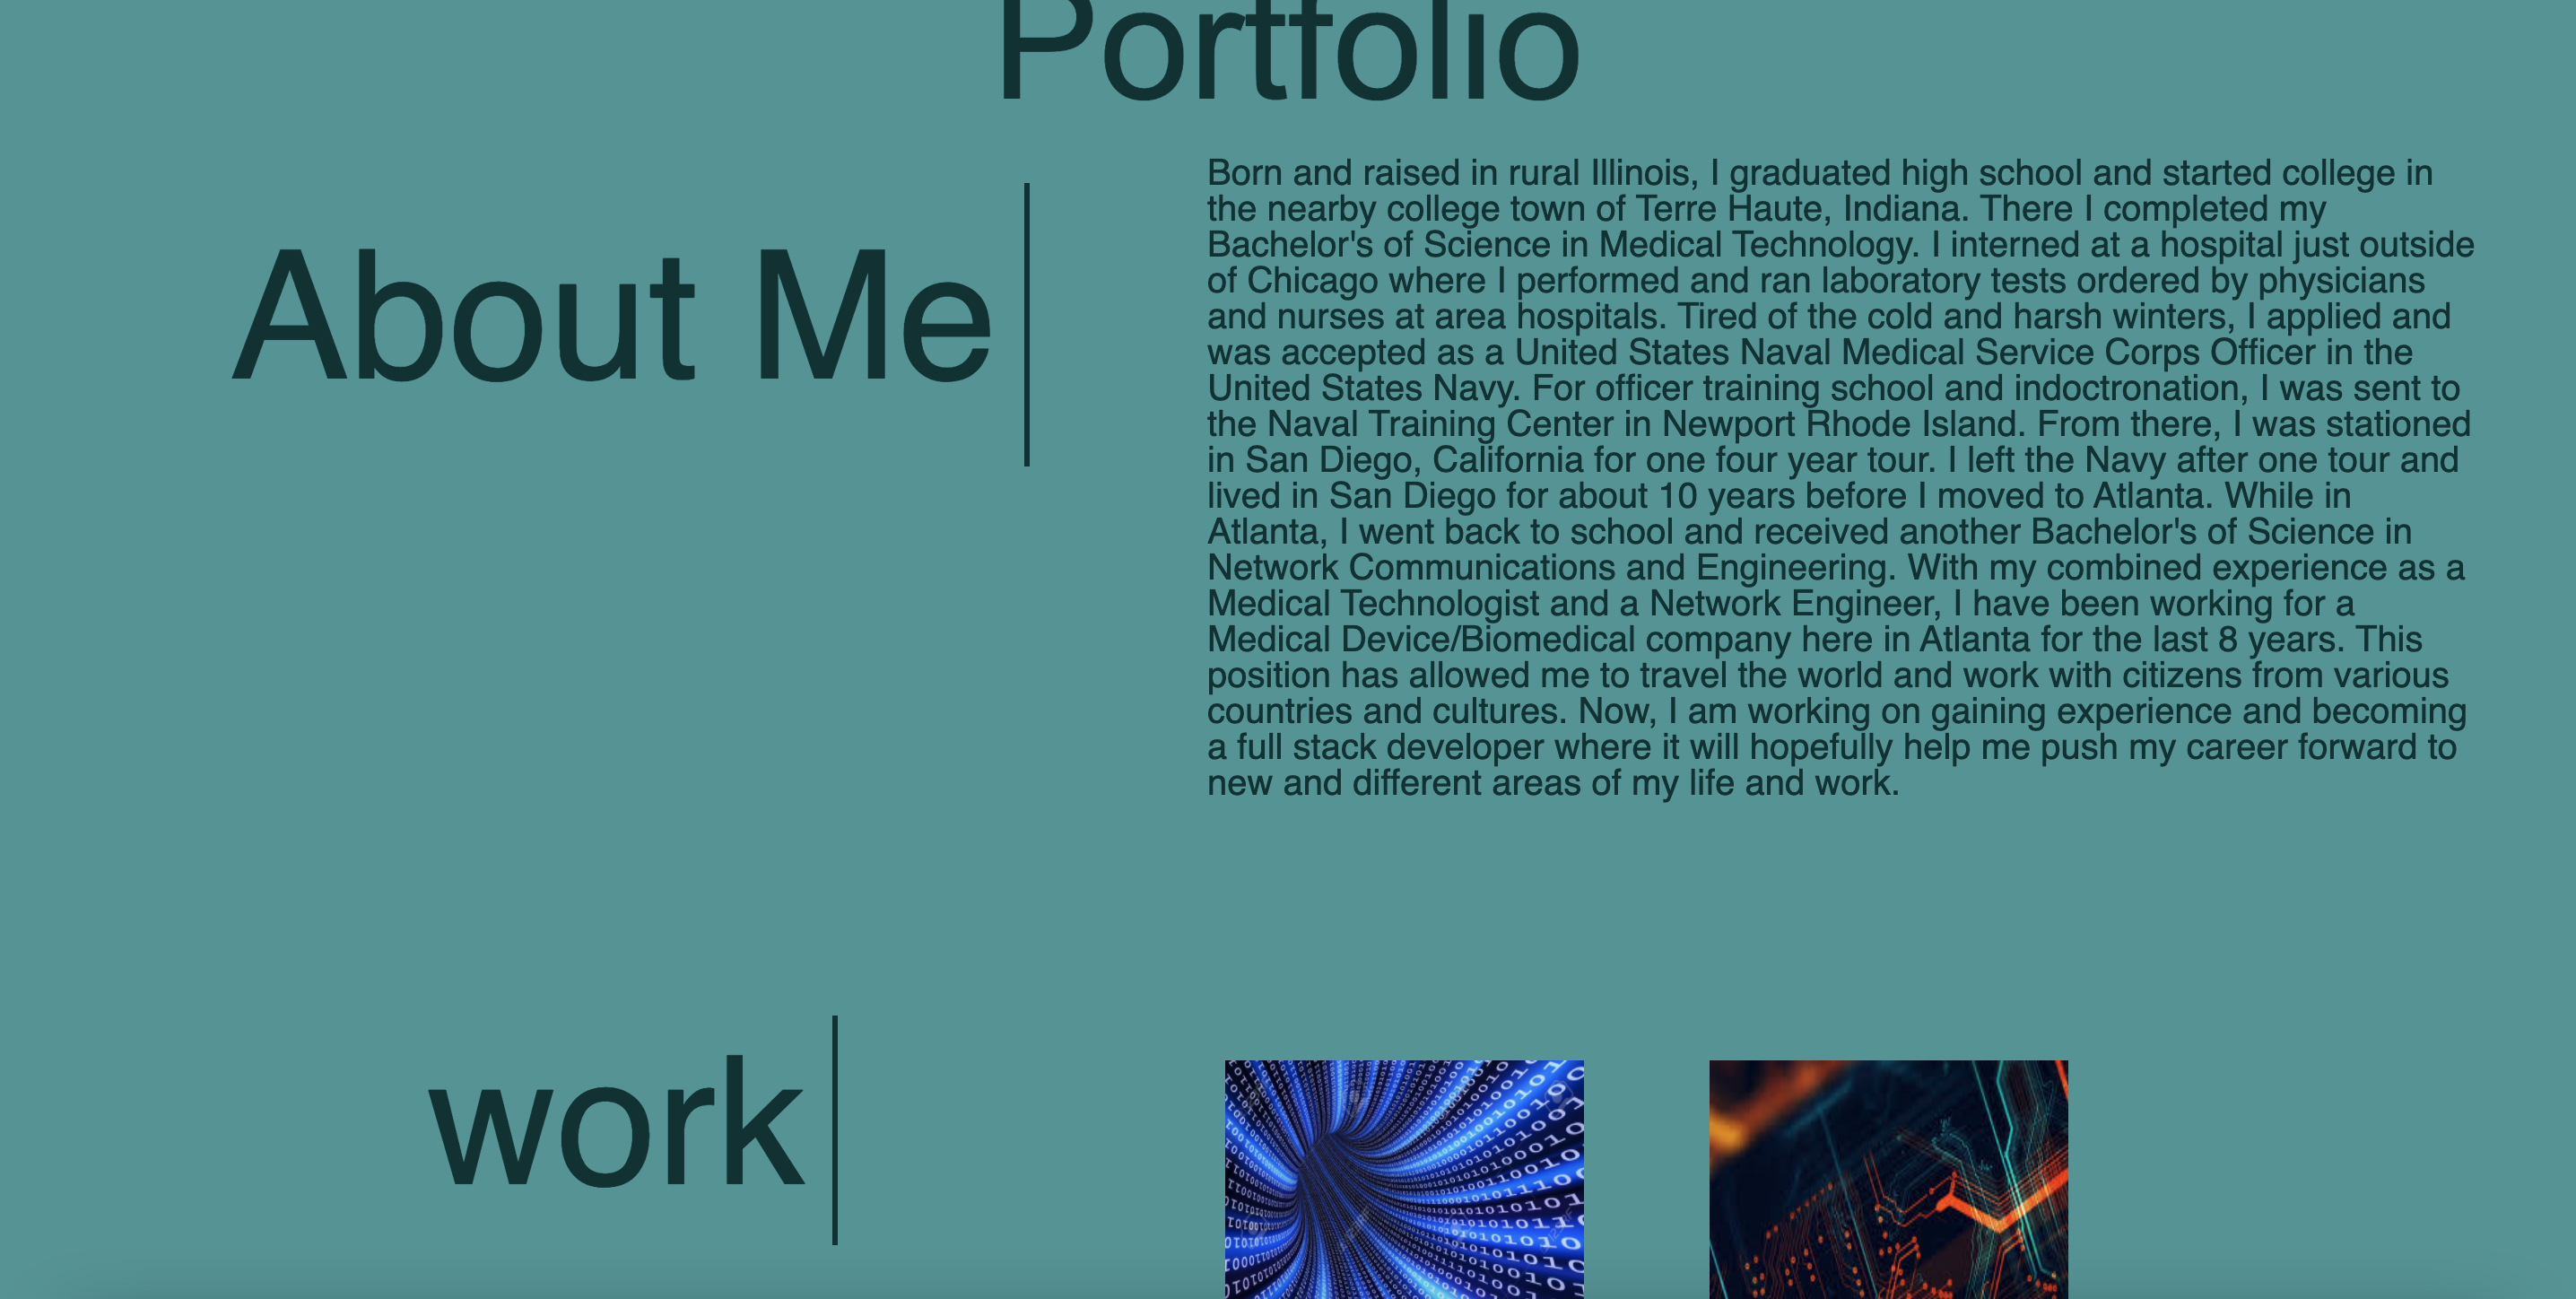 Portfolio
About Me
Born and raised in rural Illinois, I graduated high school and started college in
the nearby college town of Terre Haute, Indiana. There I completed my
Bachelor's of Science in Medical Technology. I interned at a hospital just outside
of Chicago where I performed and ran laboratory tests ordered by physicians
and nurses at area hospitals. Tired of the cold and harsh winters, I applied and
was accepted as a United States Naval Medical Service Corps Officer in the
United States Navy. For officer training school and indoctronation, I was sent to
the Naval Training Center in Newport Rhode Island. From there, I was stationed
in San Diego, California for one four year tour. I left the Navy after one tour and
lived in San Diego for about 10 years before I moved to Atlanta. While in
Atlanta, I went back to school and received another Bachelor's of Science in
Network Communications and Engineering. With my combined experience as a
Medical Technologist and a Network Engineer, I have been working for a
Medical Device/Biomedical company here in Atlanta for the last 8 years. This
position has allowed me to travel the world and work with citizens from various
countries and cultures. Now, I am working on gaining experience and becoming
a full stack developer where it will hopefully help me push my career forward to
new and different areas of my life and work.
work